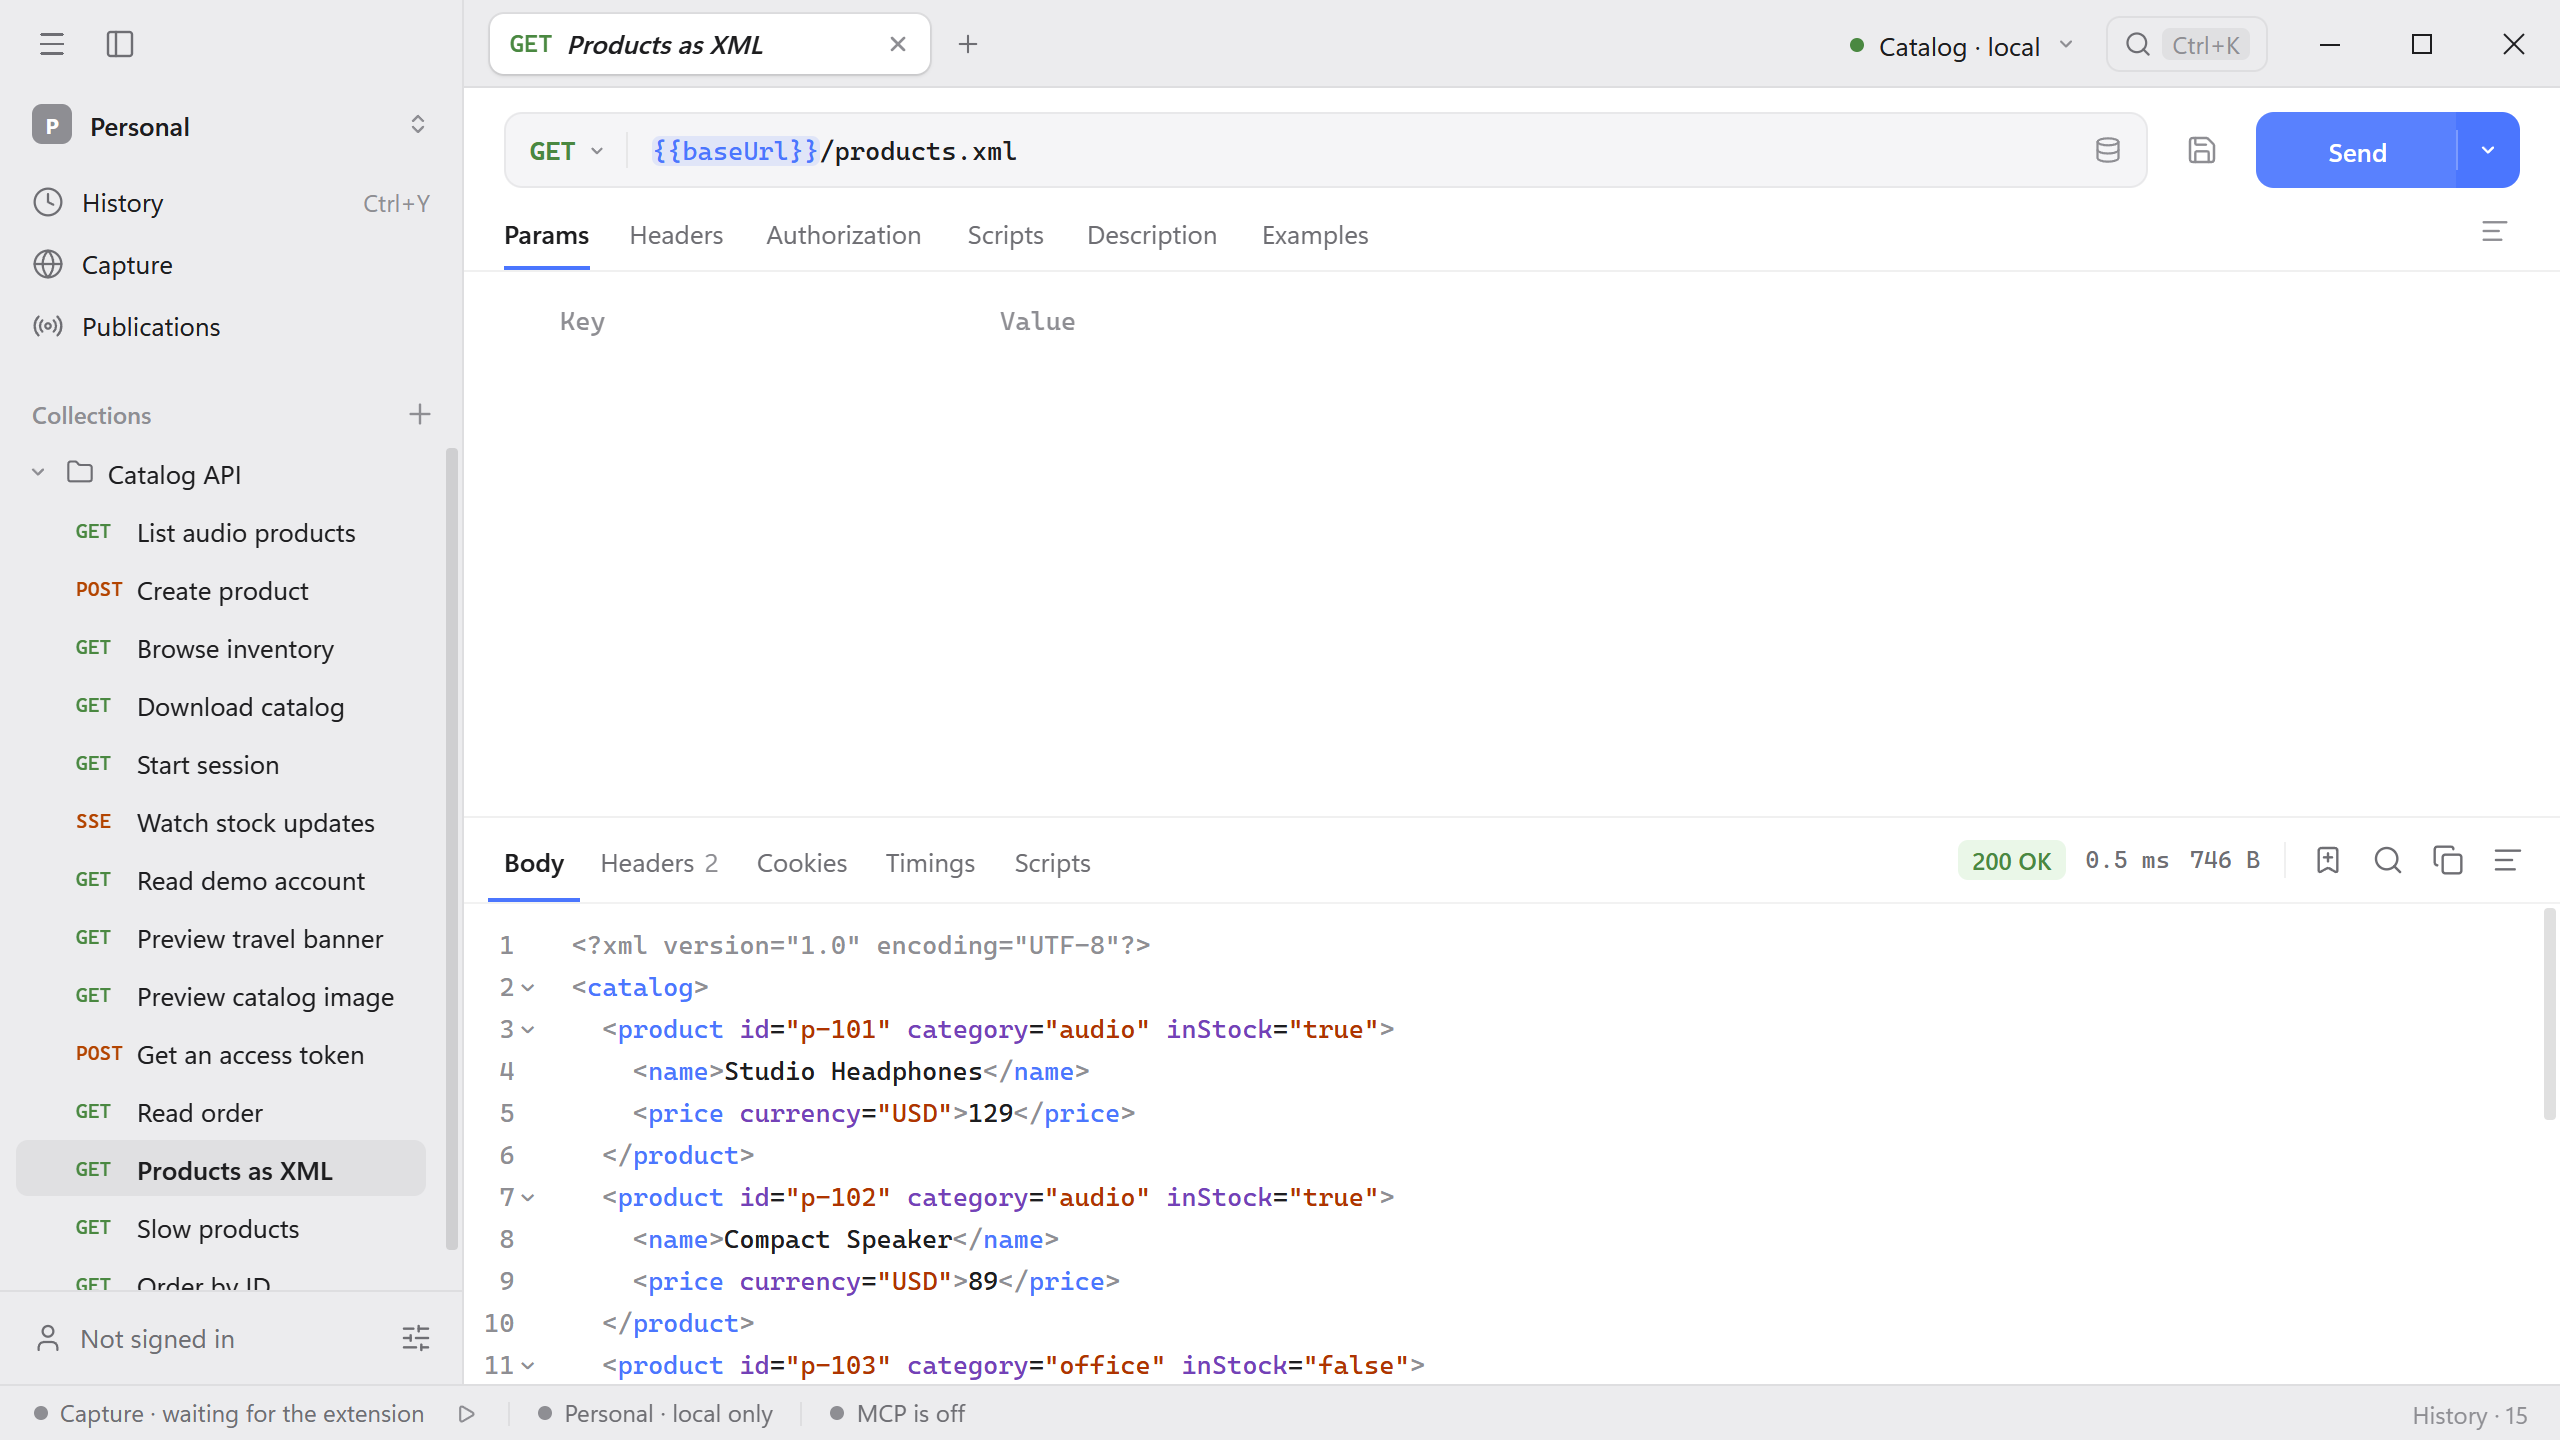 GET Products as XML
Catalog · local
Ctrl+K
P Personal
History Ctrl+Y
Capture
Publications
Collections
Catalog API
GET List audio products
POST Create product
GET Browse inventory
GET Download catalog
GET Start session
SSE Watch stock updates
GET Read demo account
GET Preview travel banner
GET Preview catalog image
POST Get an access token
GET Read order
GET Products as XML
GET Slow products
GET Order by ID
Not signed in
GET {{baseUrl}}/products.xml
Send
Params Headers Authorization Scripts Description Examples
Key Value
Body Headers 2 Cookies Timings Scripts
200 OK 0.5 ms 746 B
1 <?xml version="1.0" encoding="UTF-8"?>
2 <catalog>
3 <product id="p-101" category="audio" inStock="true">
4 <name>Studio Headphones</name>
5 <price currency="USD">129</price>
6 </product>
7 <product id="p-102" category="audio" inStock="true">
8 <name>Compact Speaker</name>
9 <price currency="USD">89</price>
10 </product>
11 <product id="p-103" category="office" inStock="false">
Capture · waiting for the extension
Personal · local only
MCP is off
History · 15